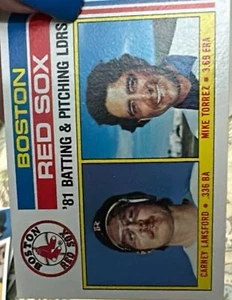 BOSTON
RED SOX
'81 BATTING & PITCHING LDRS
BOSTON
RED SOX
CARNEY LANSFORD • .336 BA
MIKE TORREZ • 3.69 ERA